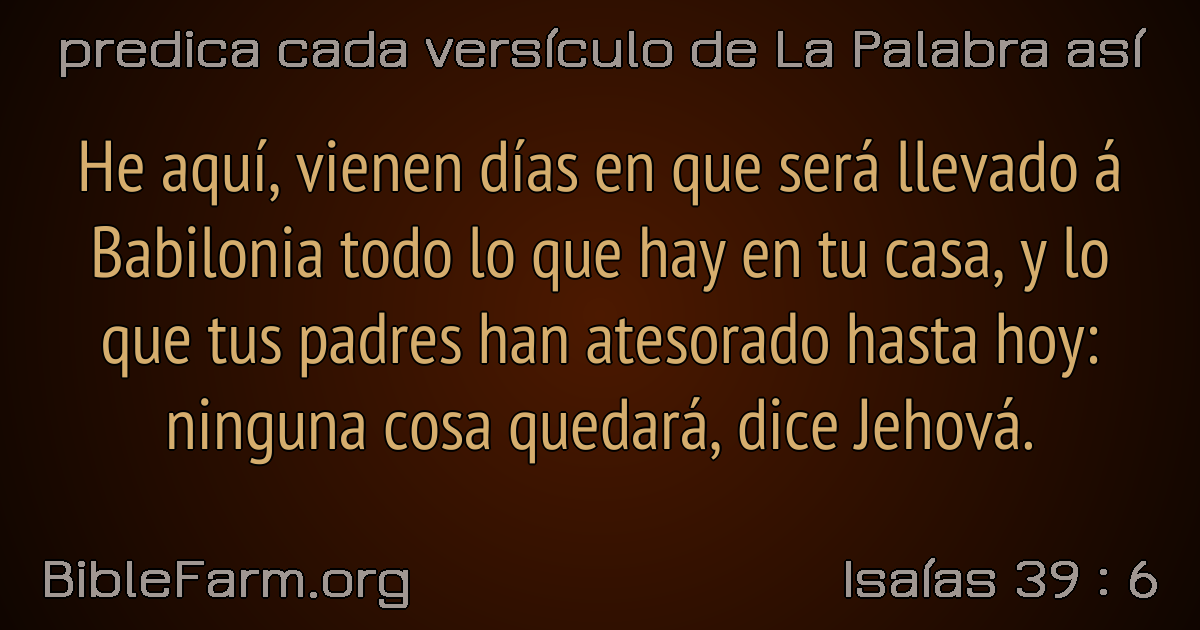 predica cada versículo de La Palabra así
He aquí, vienen días en que será llevado á
Babilonia todo lo que hay en tu casa, y lo
que tus padres han atesorado hasta hoy:
ninguna cosa quedará, dice Jehová.
BibleFarm.org
Isaías 39 : 6